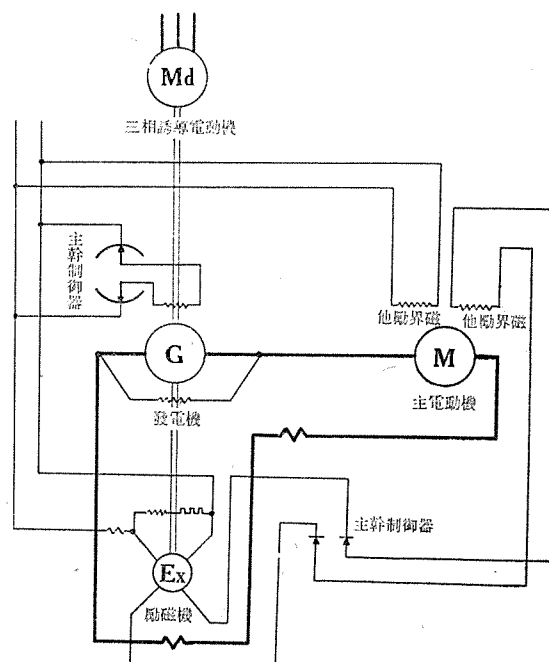 Md
三相誘導電動機
主幹制御器
他勵界磁
他勵界磁
G
M
發電機
主電動機
主幹制御器
Ex
励磁機